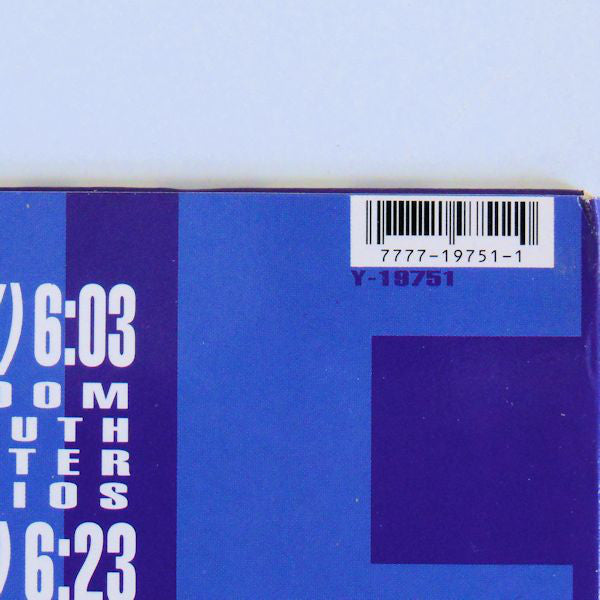 7777-19751-1
Y-19751
) 6:03
OOM
UTH
TER
IOS
) 6:23